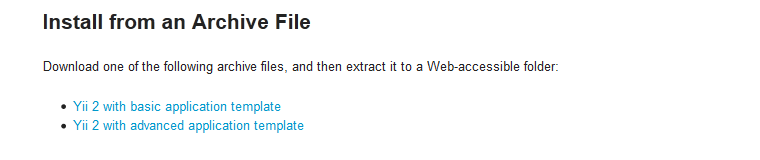 Install from an Archive File
Download one of the following archive files, and then extract it to a Web-accessible folder:
Yii 2 with basic application template
Yii 2 with advanced application template